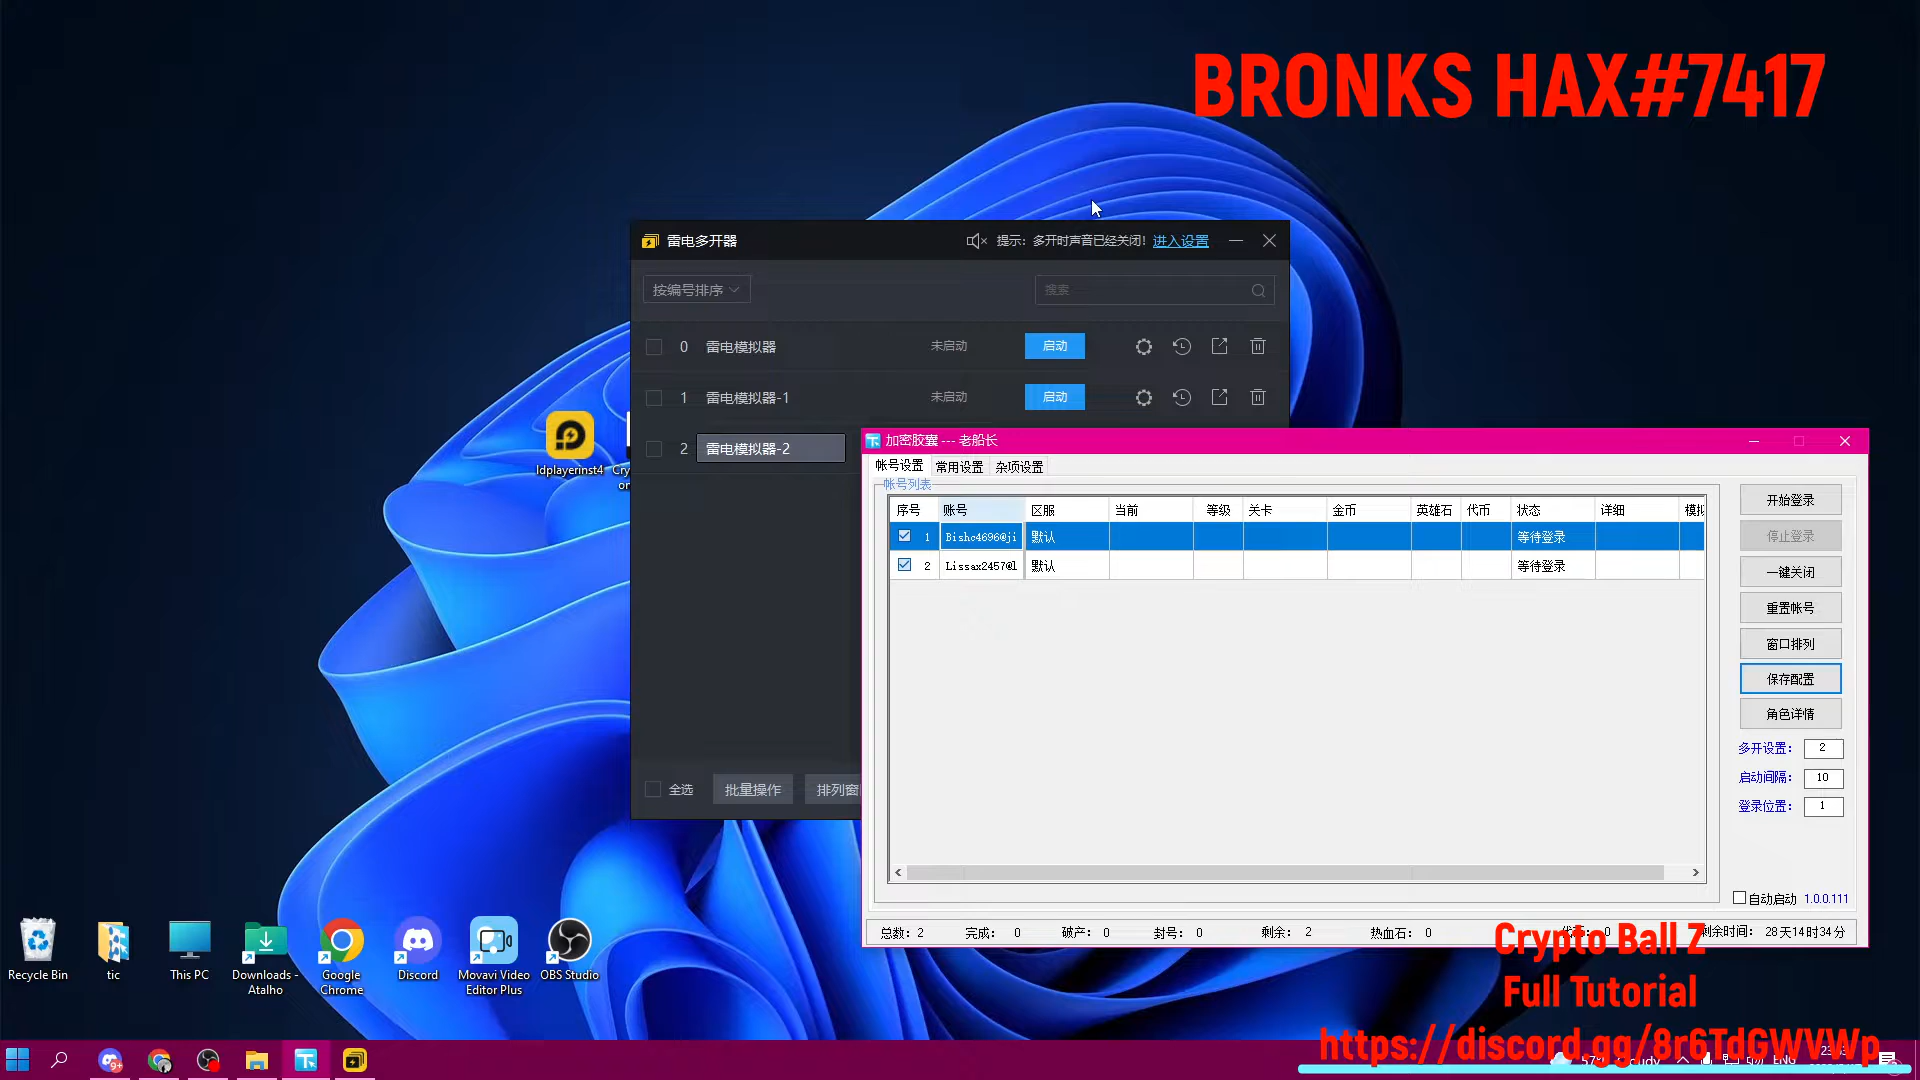 BRONKS HAX#7417
雷电多开器
提示: 多开时声音已经关闭! 进入设置
按编号排序
搜索
0 雷电模拟器 未启动 启动
1 雷电模拟器-1 未启动 启动
2 雷电模拟器-2
全选 批量操作
ldplayerinst4
加密胶囊 --- 老船长
帐号设置 常用设置 杂项设置
帐号列表
序号 账号 区服 当前 等级 关卡 金币 英雄石 代币 状态 详细
1 Bishc4696@ji 默认 等待登录
2 Lissax2457@l 默认 等待登录
开始登录
停止登录
一键关闭
重置帐号
窗口排列
保存配置
角色详情
多开设置: 2
启动间隔: 10
登录位置: 1
自动启动 1.0.0.111
总数: 2 完成: 0 破产: 0 封号: 0 剩余: 2 热血石: 0 剩余时间: 28天14时34分
Crypto Ball Z
Full Tutorial
https://discord.gg/8r6TdGWVWp
Recycle Bin
tic
This PC
Downloads - Atalho
Google Chrome
Discord
Movavi Video Editor Plus
OBS Studio
9+
ENG